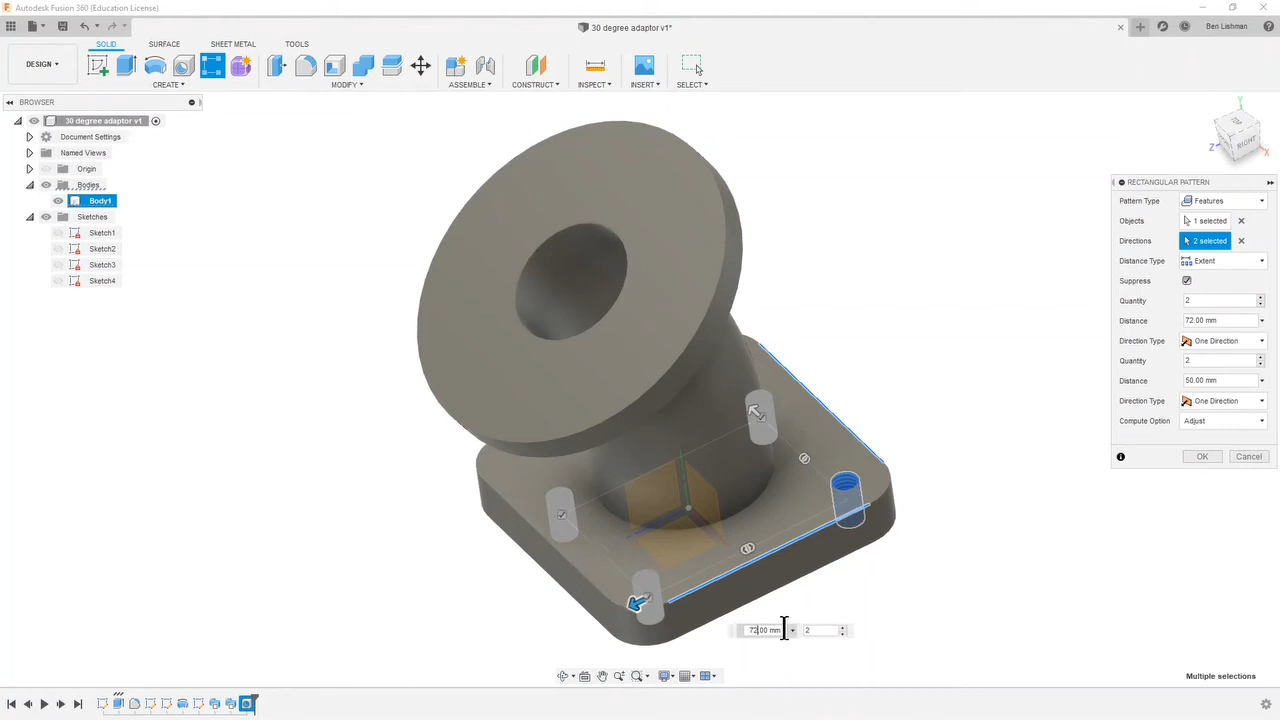 Autodesk Fusion 360 (Education License)
30 degree adaptor v1*
Ben Lishman
SOLID SURFACE SHEET METAL TOOLS
DESIGN
CREATE MODIFY ASSEMBLE CONSTRUCT INSPECT INSERT SELECT
BROWSER
30 degree adaptor v1
Document Settings
Named Views
Origin
Bodies
Body1
Sketches
Sketch1
Sketch2
Sketch3
Sketch4
TOP
RIGHT
Y
Z
X
RECTANGULAR PATTERN
Pattern Type Features
Objects 1 selected
Directions 2 selected
Distance Type Extent
Suppress
Quantity 2
Distance 72.00 mm
Direction Type One Direction
Quantity 2
Distance 50.00 mm
Direction Type One Direction
Compute Option Adjust
OK Cancel
72.00 mm 2
Multiple selections